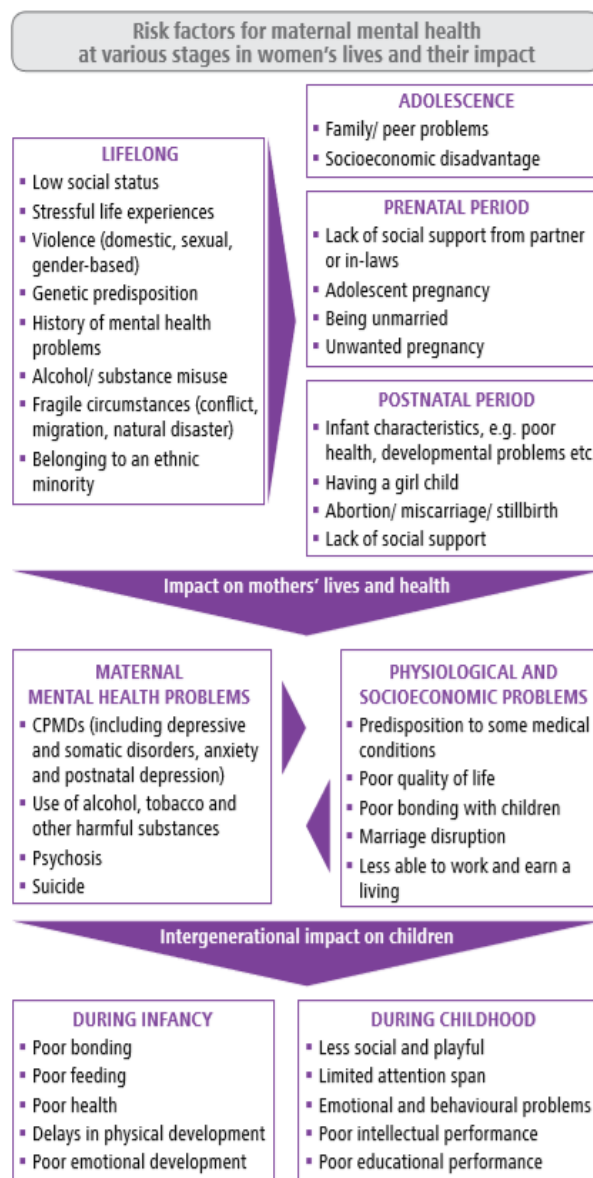 Risk factors for maternal mental health
at various stages in women's lives and their impact
LIFELONG
▪ Low social status
▪ Stressful life experiences
▪ Violence (domestic, sexual,
gender-based)
▪ Genetic predisposition
▪ History of mental health
problems
▪ Alcohol/ substance misuse
▪ Fragile circumstances (conflict,
migration, natural disaster)
▪ Belonging to an ethnic
minority
ADOLESCENCE
▪ Family/ peer problems
▪ Socioeconomic disadvantage
PRENATAL PERIOD
▪ Lack of social support from partner
or in-laws
▪ Adolescent pregnancy
▪ Being unmarried
▪ Unwanted pregnancy
POSTNATAL PERIOD
▪ Infant characteristics, e.g. poor
health, developmental problems etc
▪ Having a girl child
▪ Abortion/ miscarriage/ stillbirth
▪ Lack of social support
Impact on mothers' lives and health
MATERNAL
MENTAL HEALTH PROBLEMS
▪ CPMDs (including depressive
and somatic disorders, anxiety
and postnatal depression)
▪ Use of alcohol, tobacco and
other harmful substances
▪ Psychosis
▪ Suicide
PHYSIOLOGICAL AND
SOCIOECONOMIC PROBLEMS
▪ Predisposition to some medical
conditions
▪ Poor quality of life
▪ Poor bonding with children
▪ Marriage disruption
▪ Less able to work and earn a
living
Intergenerational impact on children
DURING INFANCY
▪ Poor bonding
▪ Poor feeding
▪ Poor health
▪ Delays in physical development
▪ Poor emotional development
DURING CHILDHOOD
▪ Less social and playful
▪ Limited attention span
▪ Emotional and behavioural problems
▪ Poor intellectual performance
▪ Poor educational performance